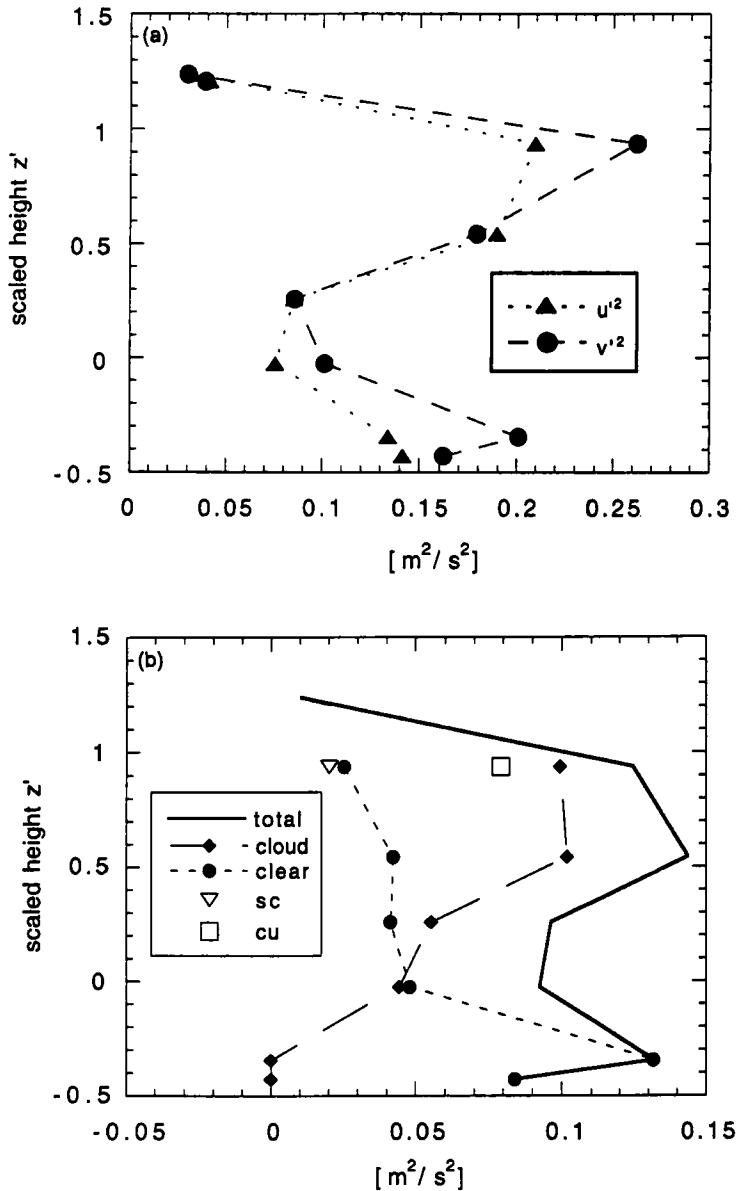 (a)
1.5
1
0.5
0
-0.5
scaled height z'
u'²
v'²
0 0.05 0.1 0.15 0.2 0.25 0.3
[ m²/ s²]
(b)
1.5
1
0.5
0
-0.5
scaled height z'
total
cloud
clear
sc
cu
-0.05 0 0.05 0.1 0.15
[ m²/ s²]